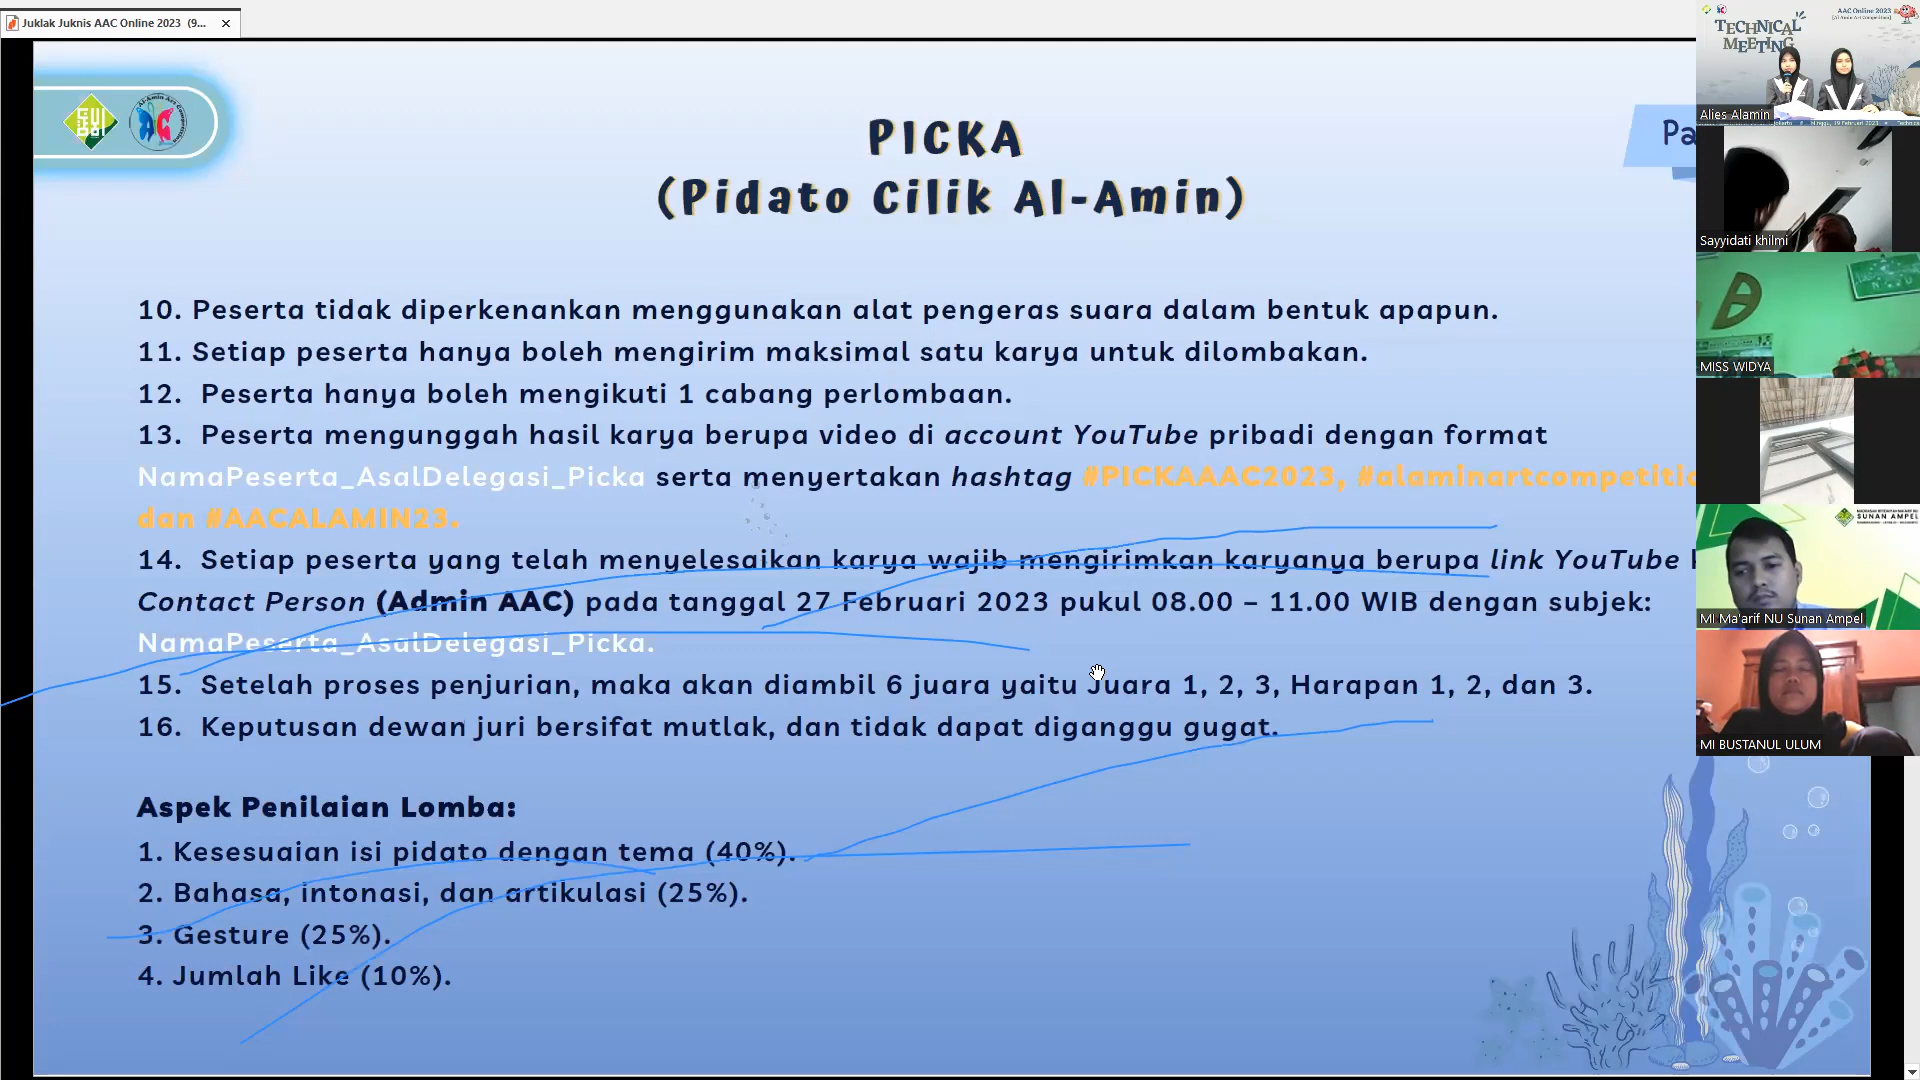 Juklak Juknis AAC Online 2023 (9...
PICKA
(Pidato Cilik Al-Amin)
10. Peserta tidak diperkenankan menggunakan alat pengeras suara dalam bentuk apapun.
11. Setiap peserta hanya boleh mengirim maksimal satu karya untuk dilombakan.
12. Peserta hanya boleh mengikuti 1 cabang perlombaan.
13. Peserta mengunggah hasil karya berupa video di account YouTube pribadi dengan format
NamaPeserta_AsalDelegasi_Picka serta menyertakan hashtag #PICKAAAC2023, #alaminartcompetitio
dan #AACALAMIN23.
14. Setiap peserta yang telah menyelesaikan karya wajib mengirimkan karyanya berupa link YouTube
Contact Person (Admin AAC) pada tanggal 27 Februari 2023 pukul 08.00 – 11.00 WIB dengan subjek:
NamaPeserta_AsalDelegasi_Picka.
15. Setelah proses penjurian, maka akan diambil 6 juara yaitu Juara 1, 2, 3, Harapan 1, 2, dan 3.
16. Keputusan dewan juri bersifat mutlak, dan tidak dapat diganggu gugat.
Aspek Penilaian Lomba:
1. Kesesuaian isi pidato dengan tema (40%).
2. Bahasa, intonasi, dan artikulasi (25%).
3. Gesture (25%).
4. Jumlah Like (10%).
Pa
AAC Online 2023
TECHNICAL
MEETING
Alies Alamin
Minggu, 19 Februari 2023
Sayyidati khilmi
MISS WIDYA
SUNAN AMPEL
MI Ma'arif NU Sunan Ampel
MI BUSTANUL ULUM